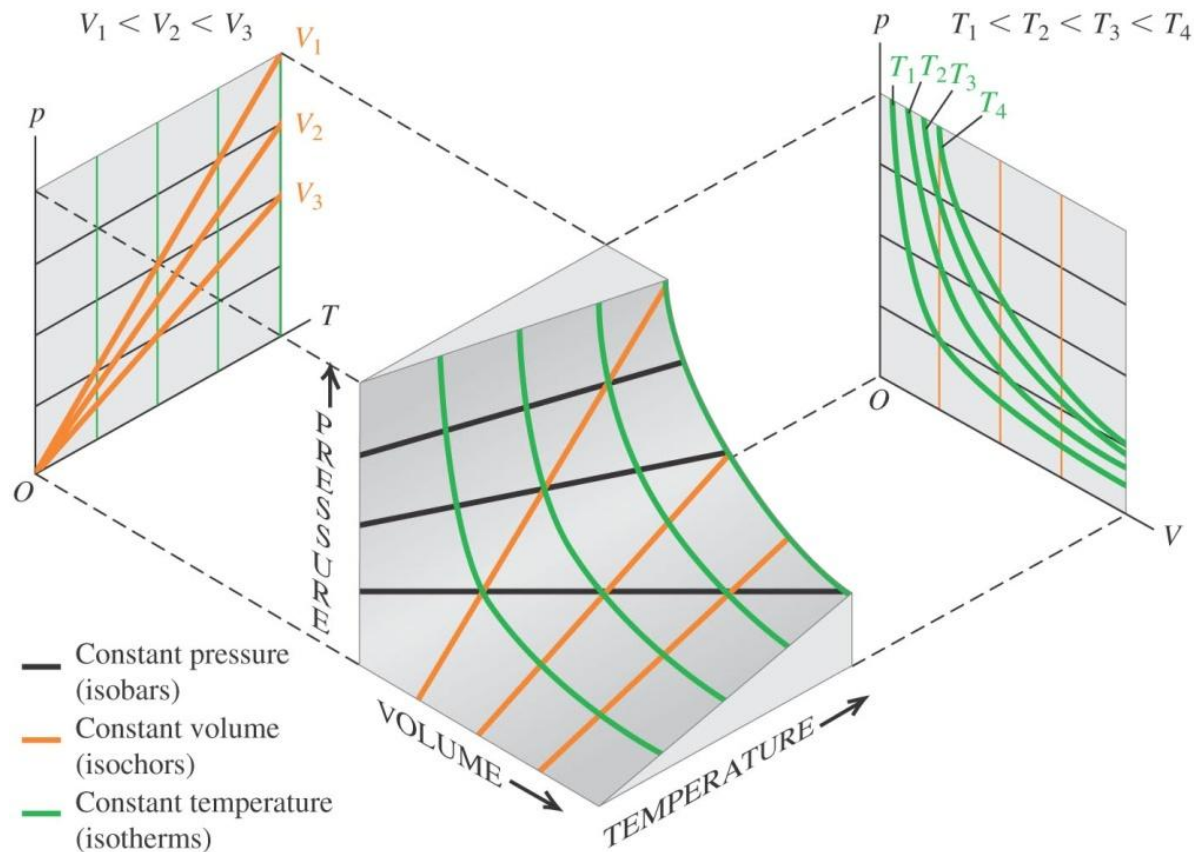 V₁ < V₂ < V₃
V₁
p
V₂
V₃
T
O
p
T₁ < T₂ < T₃ < T₄
T₁
T₂
T₃
T₄
O
V
PRESSURE
VOLUME
TEMPERATURE
Constant pressure
(isobars)
Constant volume
(isochors)
Constant temperature
(isotherms)